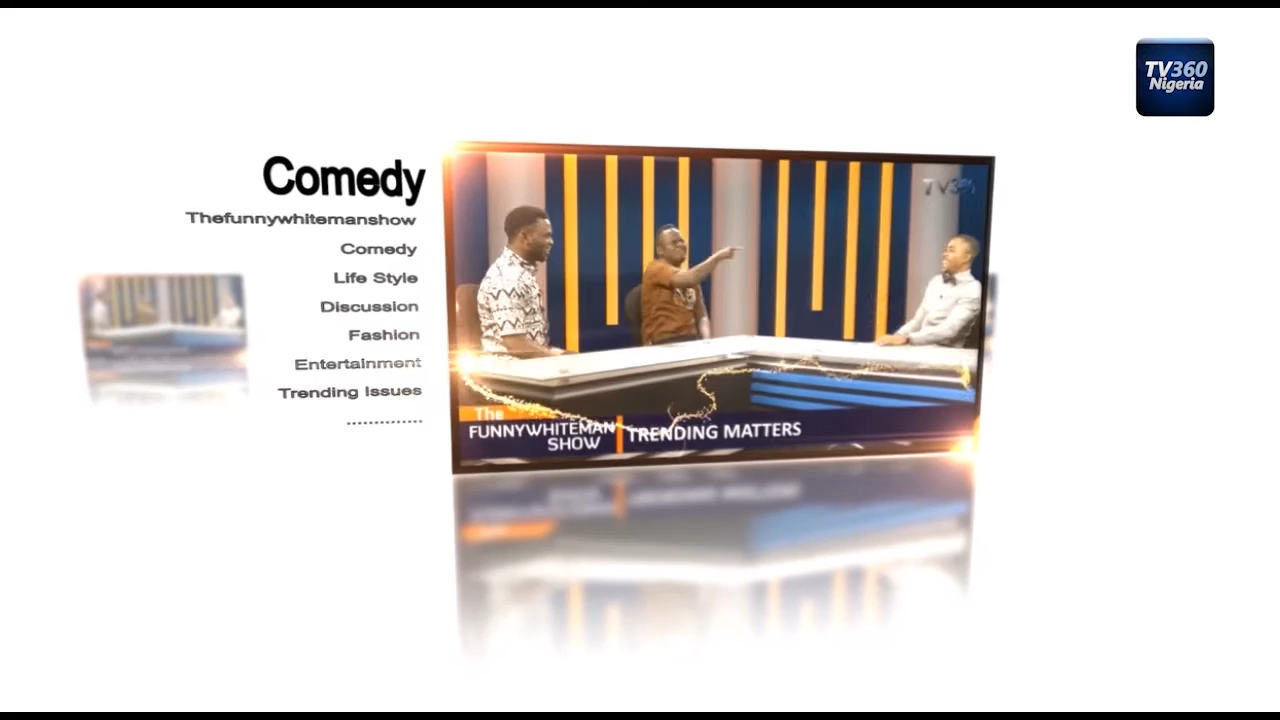 TV360
Nigeria
Comedy
Thefunnywhitemanshow
Comedy
Life Style
Discussion
Fashion
Entertainment
Trending Issues
..............
The
FUNNYWHITEMAN
SHOW
TRENDING MATTERS